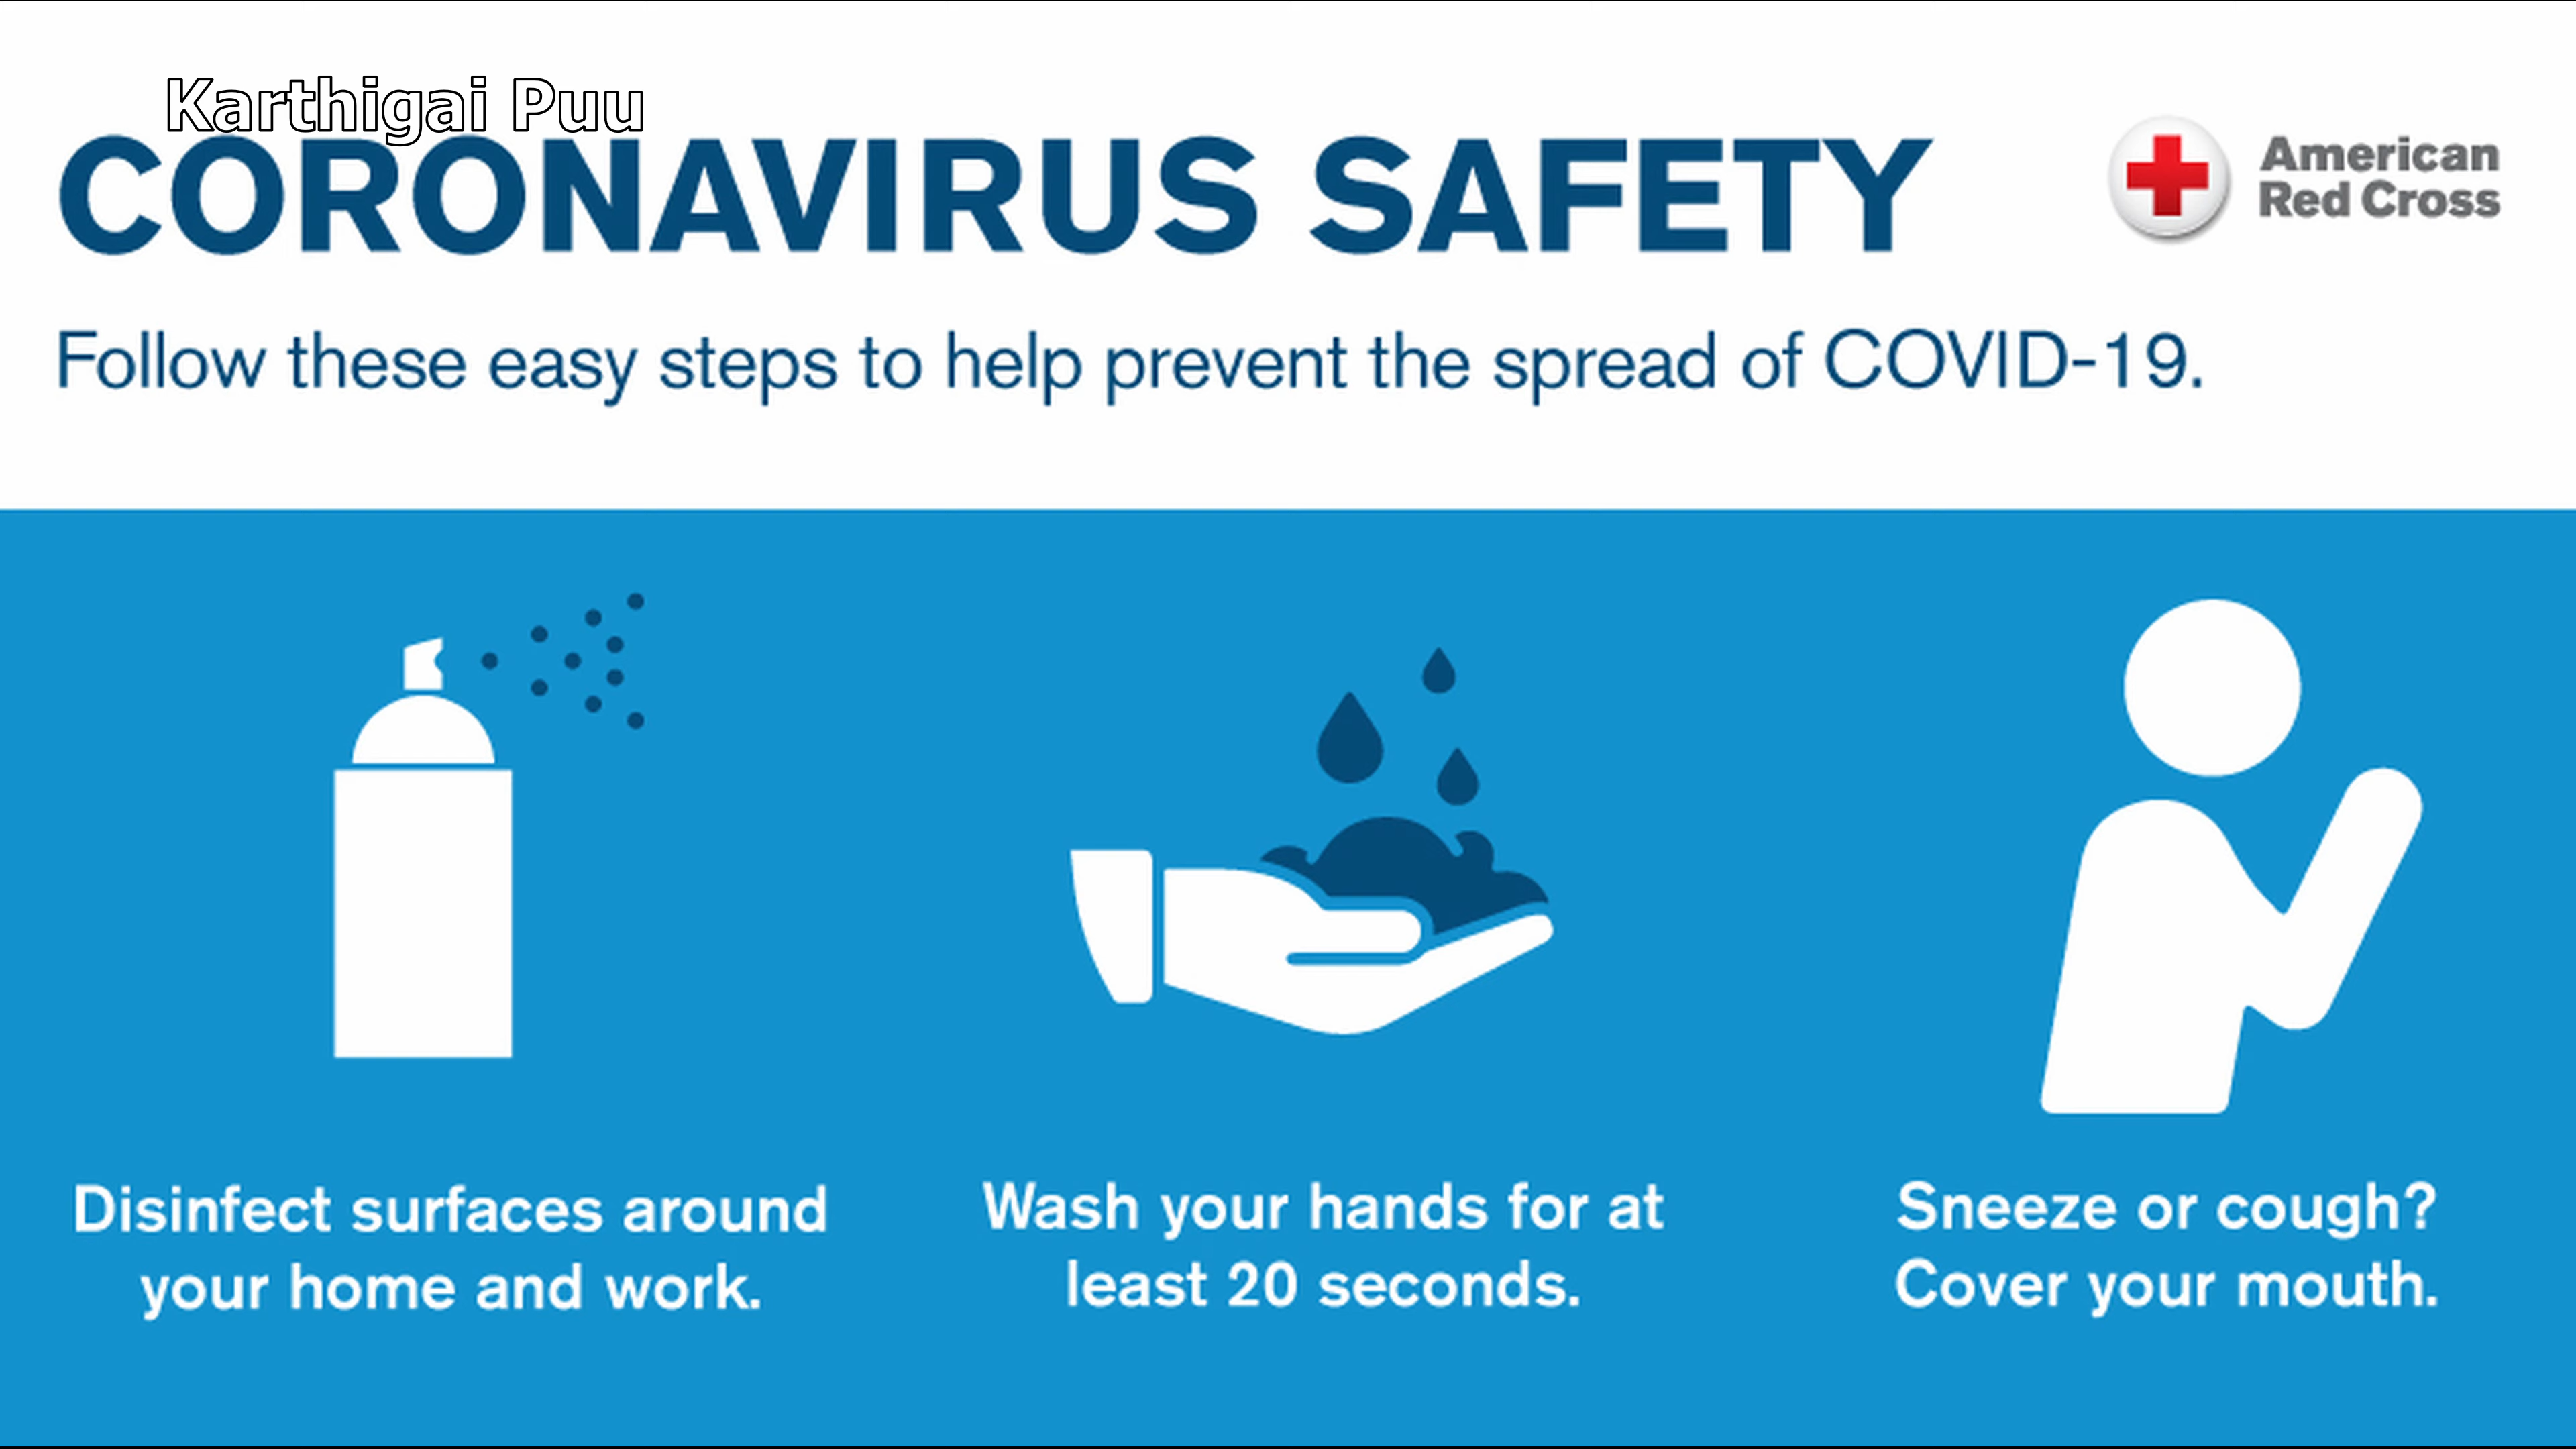 Karthigai Puu
CORONAVIRUS SAFETY
American
Red Cross
Follow these easy steps to help prevent the spread of COVID-19.
Disinfect surfaces around
your home and work.
Wash your hands for at
least 20 seconds.
Sneeze or cough?
Cover your mouth.